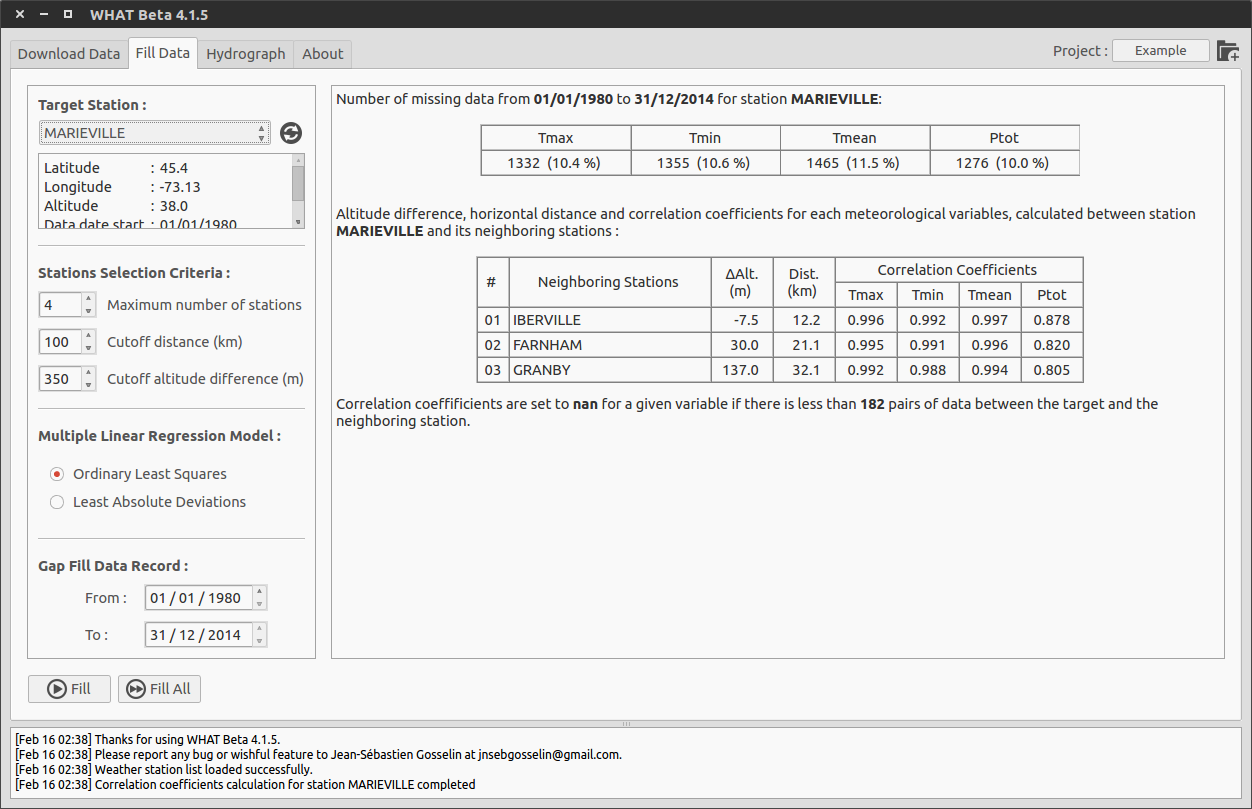 WHAT Beta 4.1.5
Download Data Fill Data Hydrograph About Project : Example
Target Station :
MARIEVILLE
Latitude : 45.4
Longitude : -73.13
Altitude : 38.0
Data date start : 01/01/1980
Stations Selection Criteria :
4 Maximum number of stations
100 Cutoff distance (km)
350 Cutoff altitude difference (m)
Multiple Linear Regression Model :
Ordinary Least Squares
Least Absolute Deviations
Gap Fill Data Record :
From : 01 / 01 / 1980
To : 31 / 12 / 2014
Fill Fill All
Number of missing data from 01/01/1980 to 31/12/2014 for station MARIEVILLE:
Tmax Tmin Tmean Ptot
1332 (10.4 %) 1355 (10.6 %) 1465 (11.5 %) 1276 (10.0 %)
Altitude difference, horizontal distance and correlation coefficients for each meteorological variables, calculated between station
MARIEVILLE and its neighboring stations :
# Neighboring Stations ΔAlt. (m) Dist. (km) Correlation Coefficients
Tmax Tmin Tmean Ptot
01 IBERVILLE -7.5 12.2 0.996 0.992 0.997 0.878
02 FARNHAM 30.0 21.1 0.995 0.991 0.996 0.820
03 GRANBY 137.0 32.1 0.992 0.988 0.994 0.805
Correlation coeffificients are set to nan for a given variable if there is less than 182 pairs of data between the target and the
neighboring station.
[Feb 16 02:38] Thanks for using WHAT Beta 4.1.5.
[Feb 16 02:38] Please report any bug or wishful feature to Jean-Sébastien Gosselin at jnsebgosselin@gmail.com.
[Feb 16 02:38] Weather station list loaded successfully.
[Feb 16 02:38] Correlation coefficients calculation for station MARIEVILLE completed